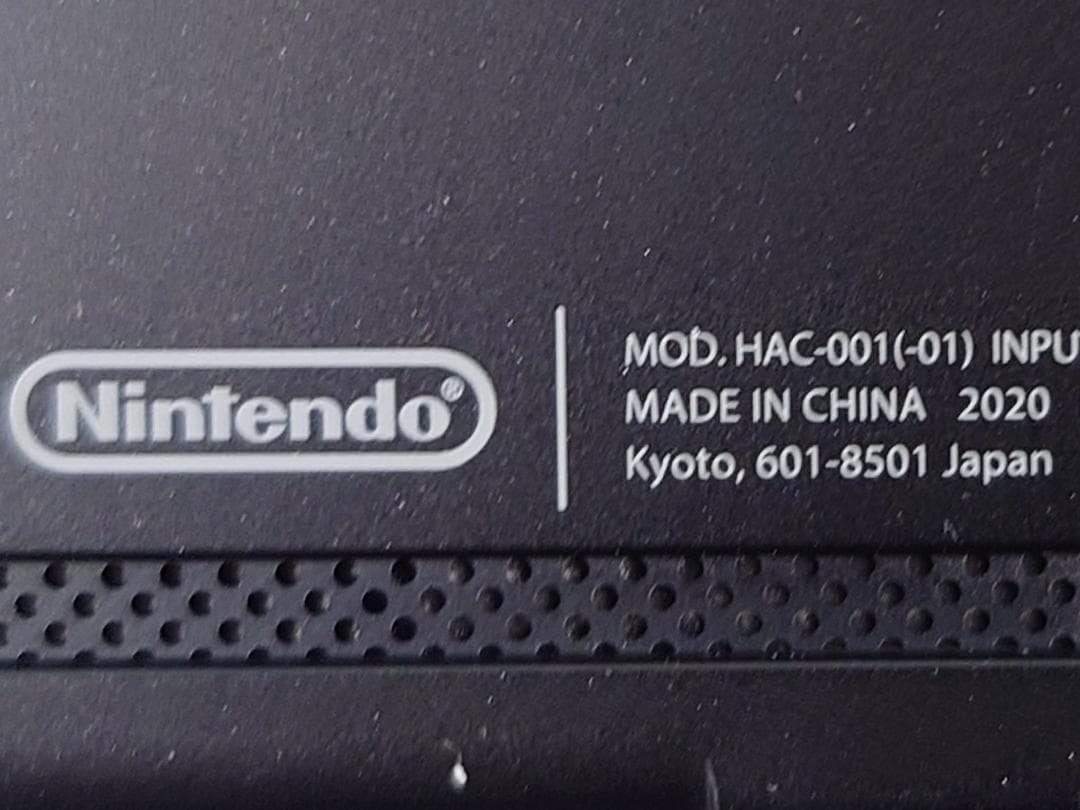 Nintendo®
MOD. HAC-001(-01) INPU
MADE IN CHINA 2020
Kyoto, 601-8501 Japan